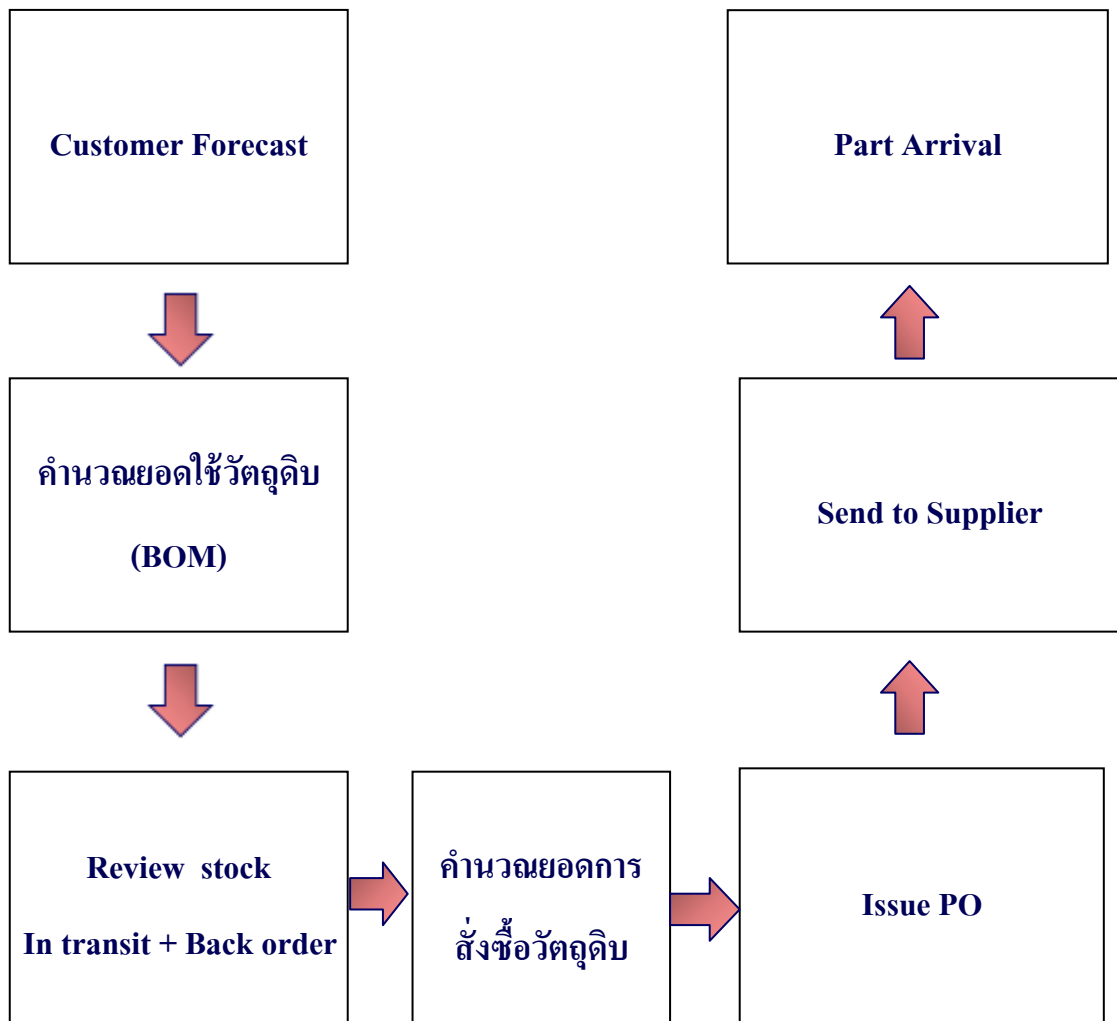 Customer Forecast
คำนวณยอดใช้วัตถุดิบ
(BOM)
Review stock
In transit + Back order
คำนวณยอดการ
สั่งซื้อวัตถุดิบ
Issue PO
Send to Supplier
Part Arrival